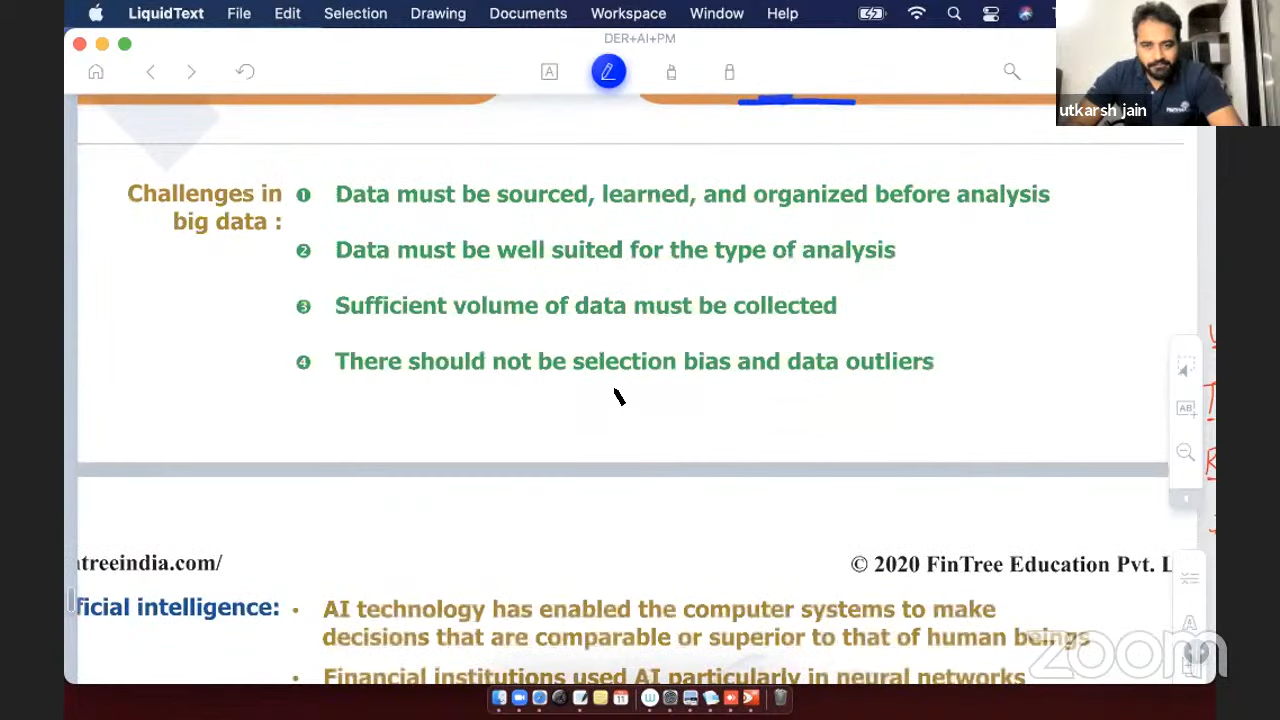 LiquidText File Edit Selection Drawing Documents Workspace Window Help
DER+AI+PM
utkarsh jain
Challenges in
big data :
❶ Data must be sourced, learned, and organized before analysis
❷ Data must be well suited for the type of analysis
❸ Sufficient volume of data must be collected
❹ There should not be selection bias and data outliers
ntreeindia.com/
© 2020 FinTree Education Pvt. L
ficial intelligence:
• AI technology has enabled the computer systems to make
decisions that are comparable or superior to that of human beings
• Financial institutions used AI particularly in neural networks
zoom